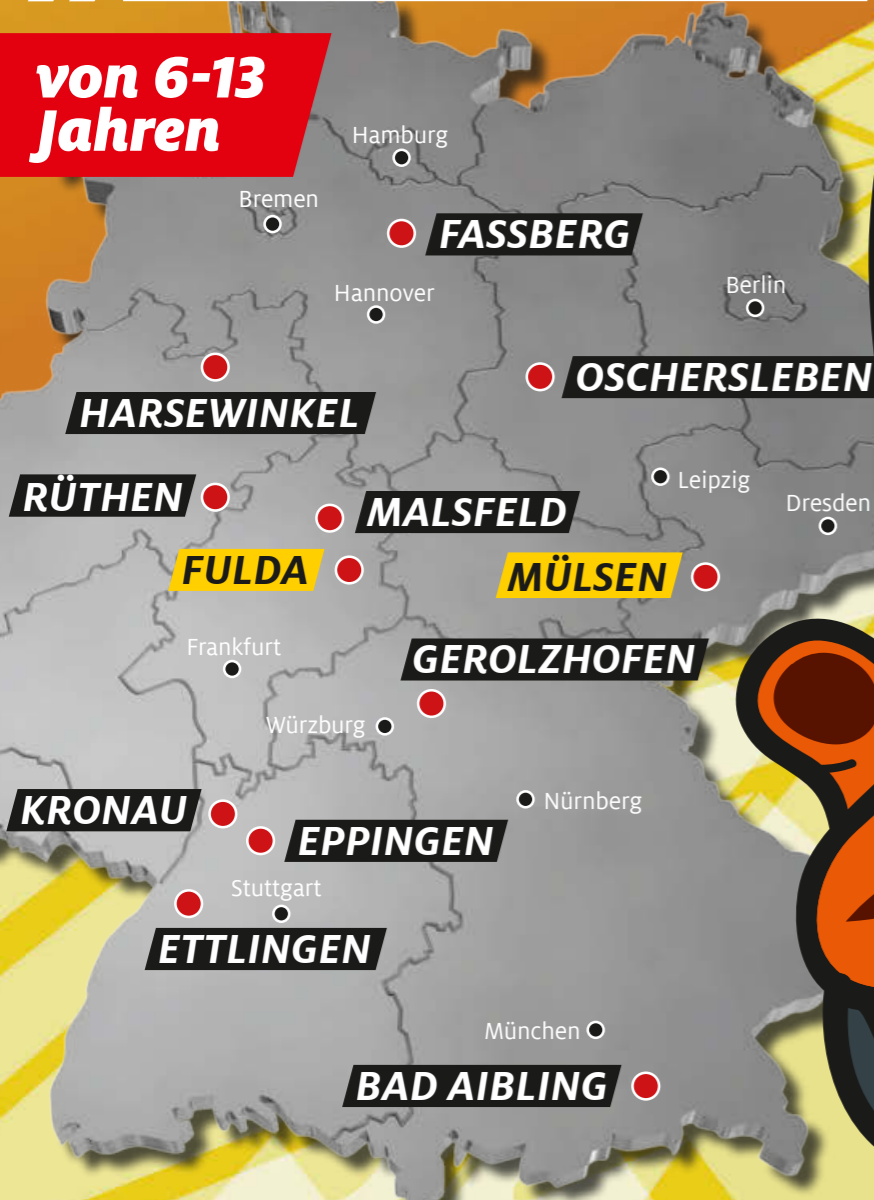 von 6-13
Jahren
Hamburg
Bremen
FASSBERG
Hannover
Berlin
OSCHERSLEBEN
HARSEWINKEL
Leipzig
RÜTHEN
MALSFELD
Dresden
FULDA
MÜLSEN
Frankfurt
GEROLZHOFEN
Würzburg
KRONAU
Nürnberg
EPPINGEN
Stuttgart
ETTLINGEN
München
BAD AIBLING